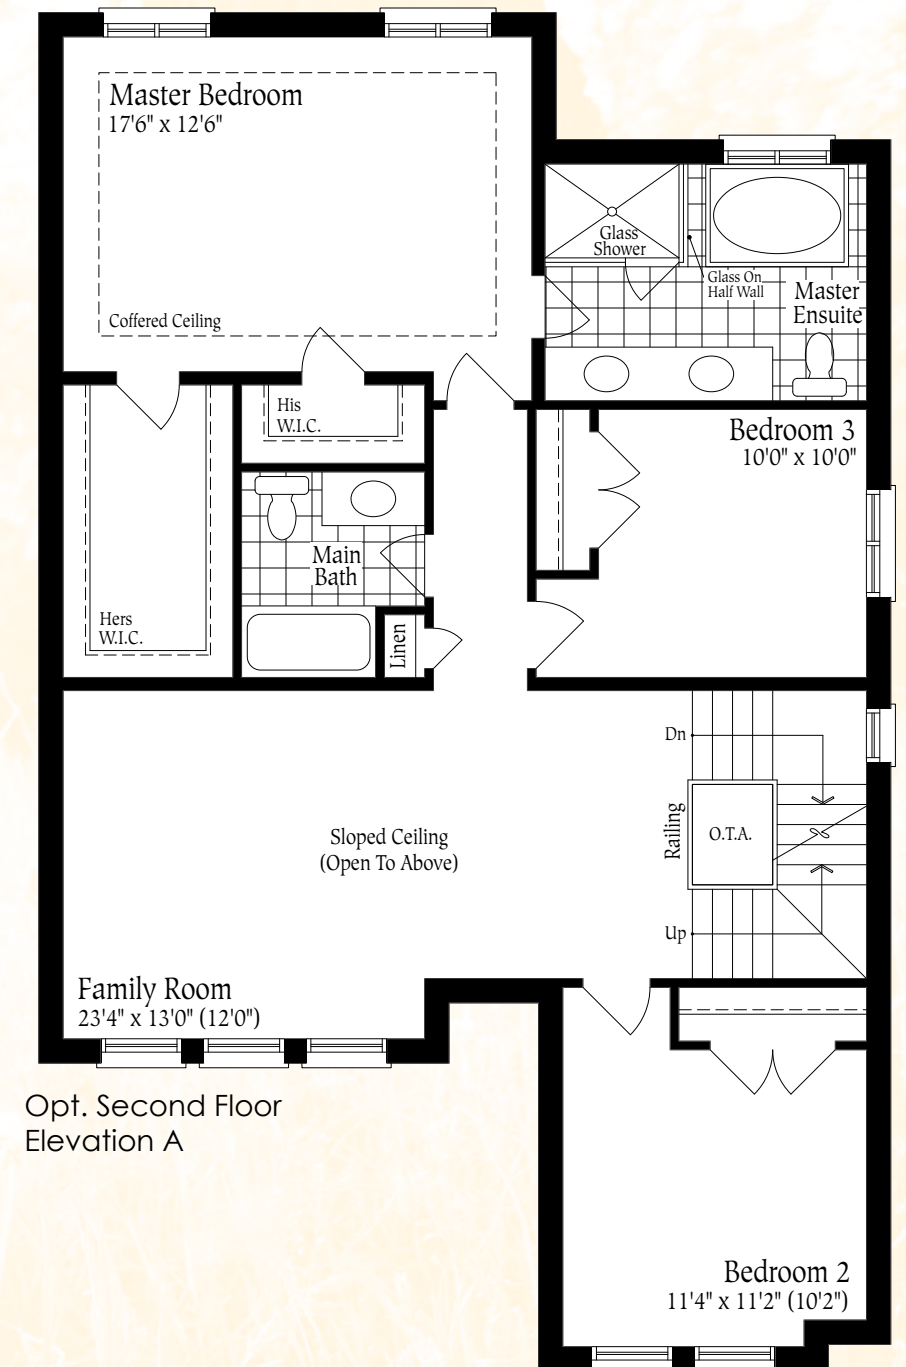 Master Bedroom
17'6" x 12'6"
Coffered Ceiling
Glass
Shower
Glass On
Half Wall
Master
Ensuite
His
W.I.C.
Bedroom 3
10'0" x 10'0"
Main
Bath
Hers
W.I.C.
Linen
Dn
Railing
O.T.A.
Sloped Ceiling
(Open To Above)
Up
Family Room
23'4" x 13'0" (12'0")
Opt. Second Floor
Elevation A
Bedroom 2
11'4" x 11'2" (10'2")